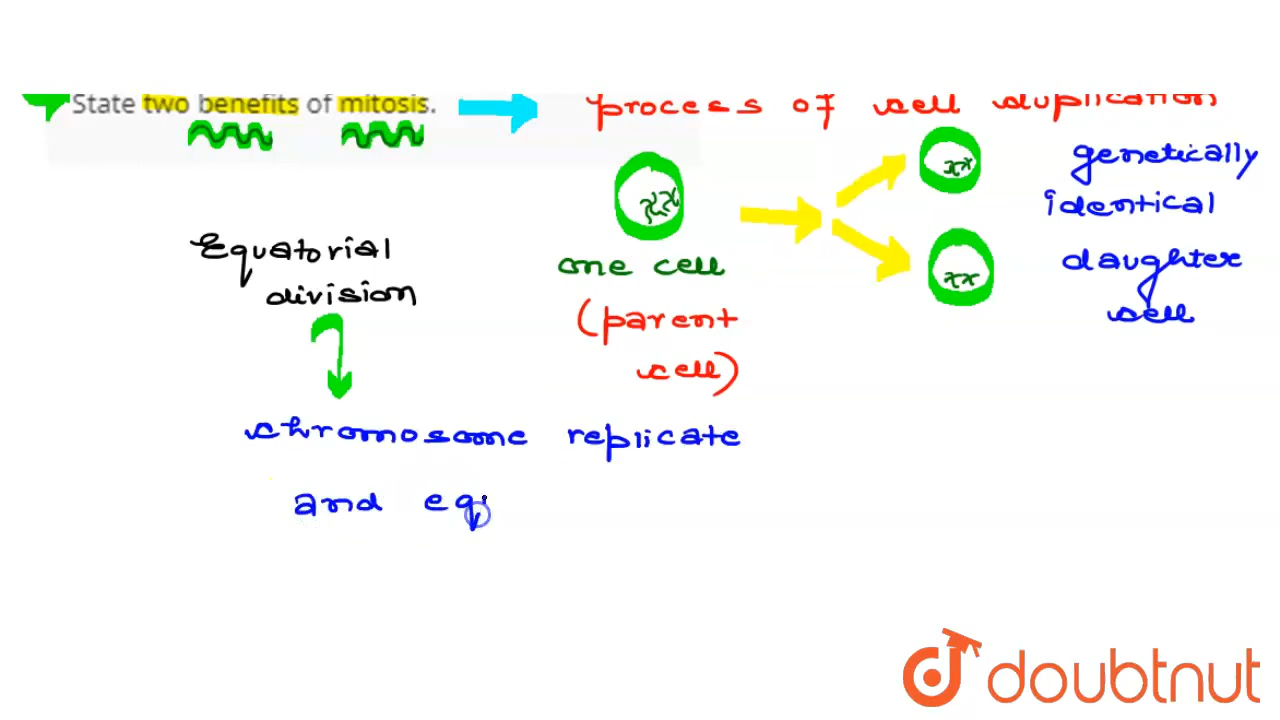 State two benefits of mitosis.
process of cell duplication
genetically
identical
daughter
cell
Equatorial
division
one cell
(parent
cell)
chromosome replicate
and eq
doubtnut